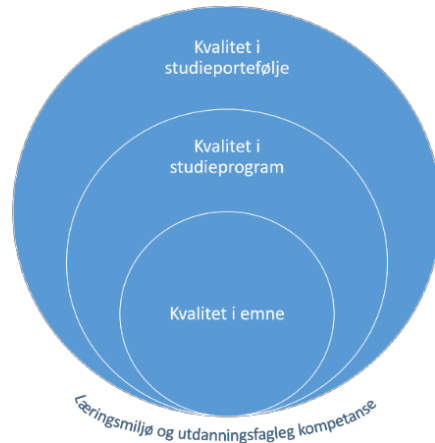 Kvalitet i
studieportefølje
Kvalitet i
studieprogram
Kvalitet i emne
Læringsmiljø og utdanningsfagleg kompetanse